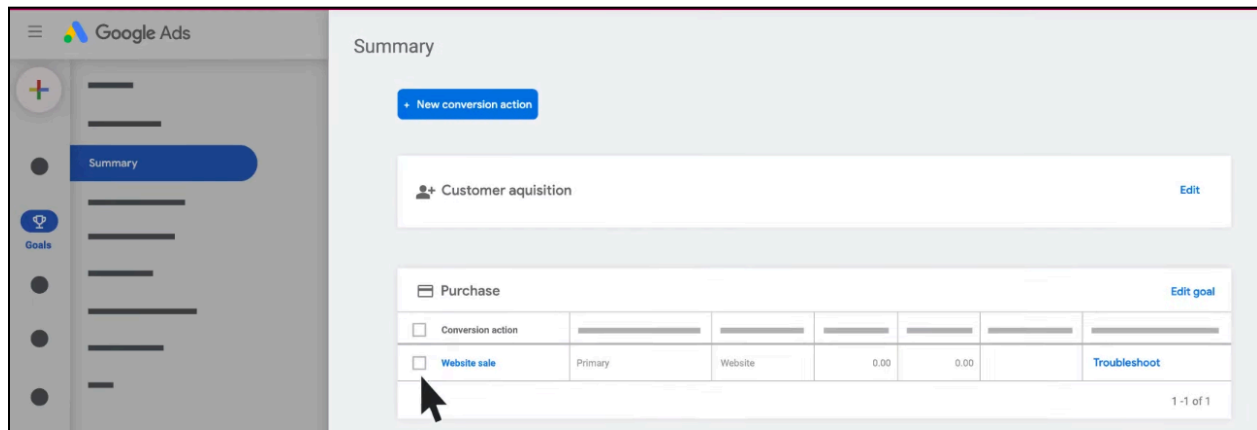 Google Ads
Summary
Goals
Summary
+ New conversion action
Customer aquisition
Edit
Purchase
Edit goal
Conversion action
Website sale Primary Website 0.00 0.00 Troubleshoot
1 -1 of 1